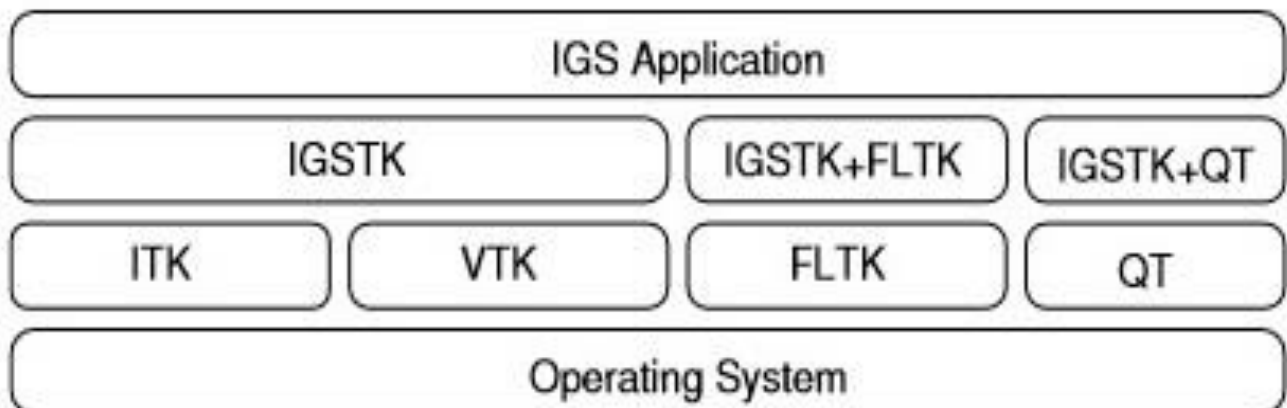 IGS Application
IGSTK IGSTK+FLTK IGSTK+QT
ITK VTK FLTK QT
Operating System